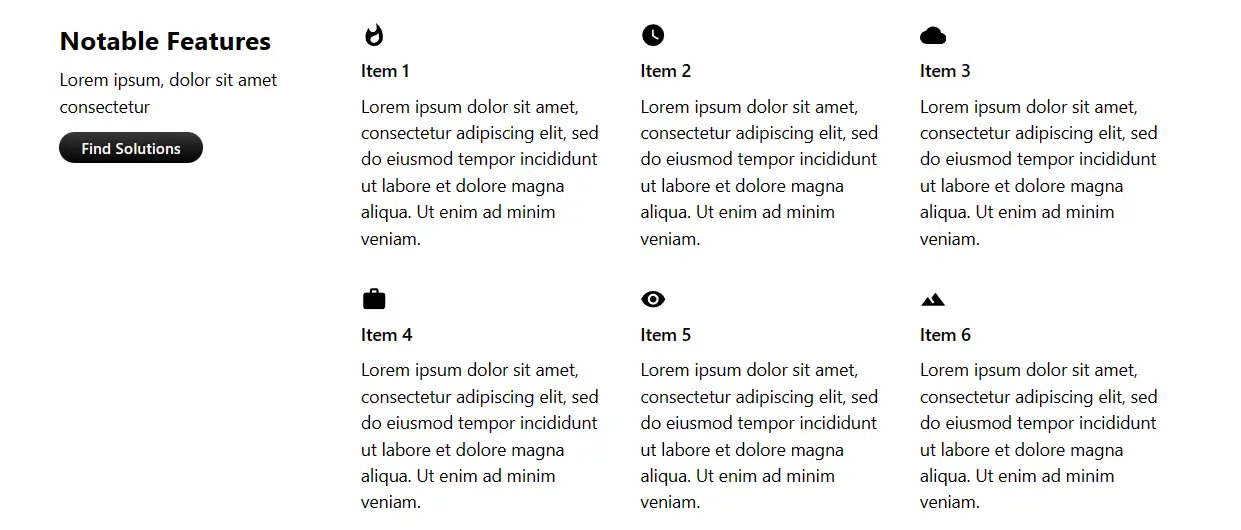 Notable Features
Lorem ipsum, dolor sit amet
consectetur
Find Solutions
Item 1
Lorem ipsum dolor sit amet,
consectetur adipiscing elit, sed
do eiusmod tempor incididunt
ut labore et dolore magna
aliqua. Ut enim ad minim
veniam.
Item 2
Lorem ipsum dolor sit amet,
consectetur adipiscing elit, sed
do eiusmod tempor incididunt
ut labore et dolore magna
aliqua. Ut enim ad minim
veniam.
Item 3
Lorem ipsum dolor sit amet,
consectetur adipiscing elit, sed
do eiusmod tempor incididunt
ut labore et dolore magna
aliqua. Ut enim ad minim
veniam.
Item 4
Lorem ipsum dolor sit amet,
consectetur adipiscing elit, sed
do eiusmod tempor incididunt
ut labore et dolore magna
aliqua. Ut enim ad minim
veniam.
Item 5
Lorem ipsum dolor sit amet,
consectetur adipiscing elit, sed
do eiusmod tempor incididunt
ut labore et dolore magna
aliqua. Ut enim ad minim
veniam.
Item 6
Lorem ipsum dolor sit amet,
consectetur adipiscing elit, sed
do eiusmod tempor incididunt
ut labore et dolore magna
aliqua. Ut enim ad minim
veniam.